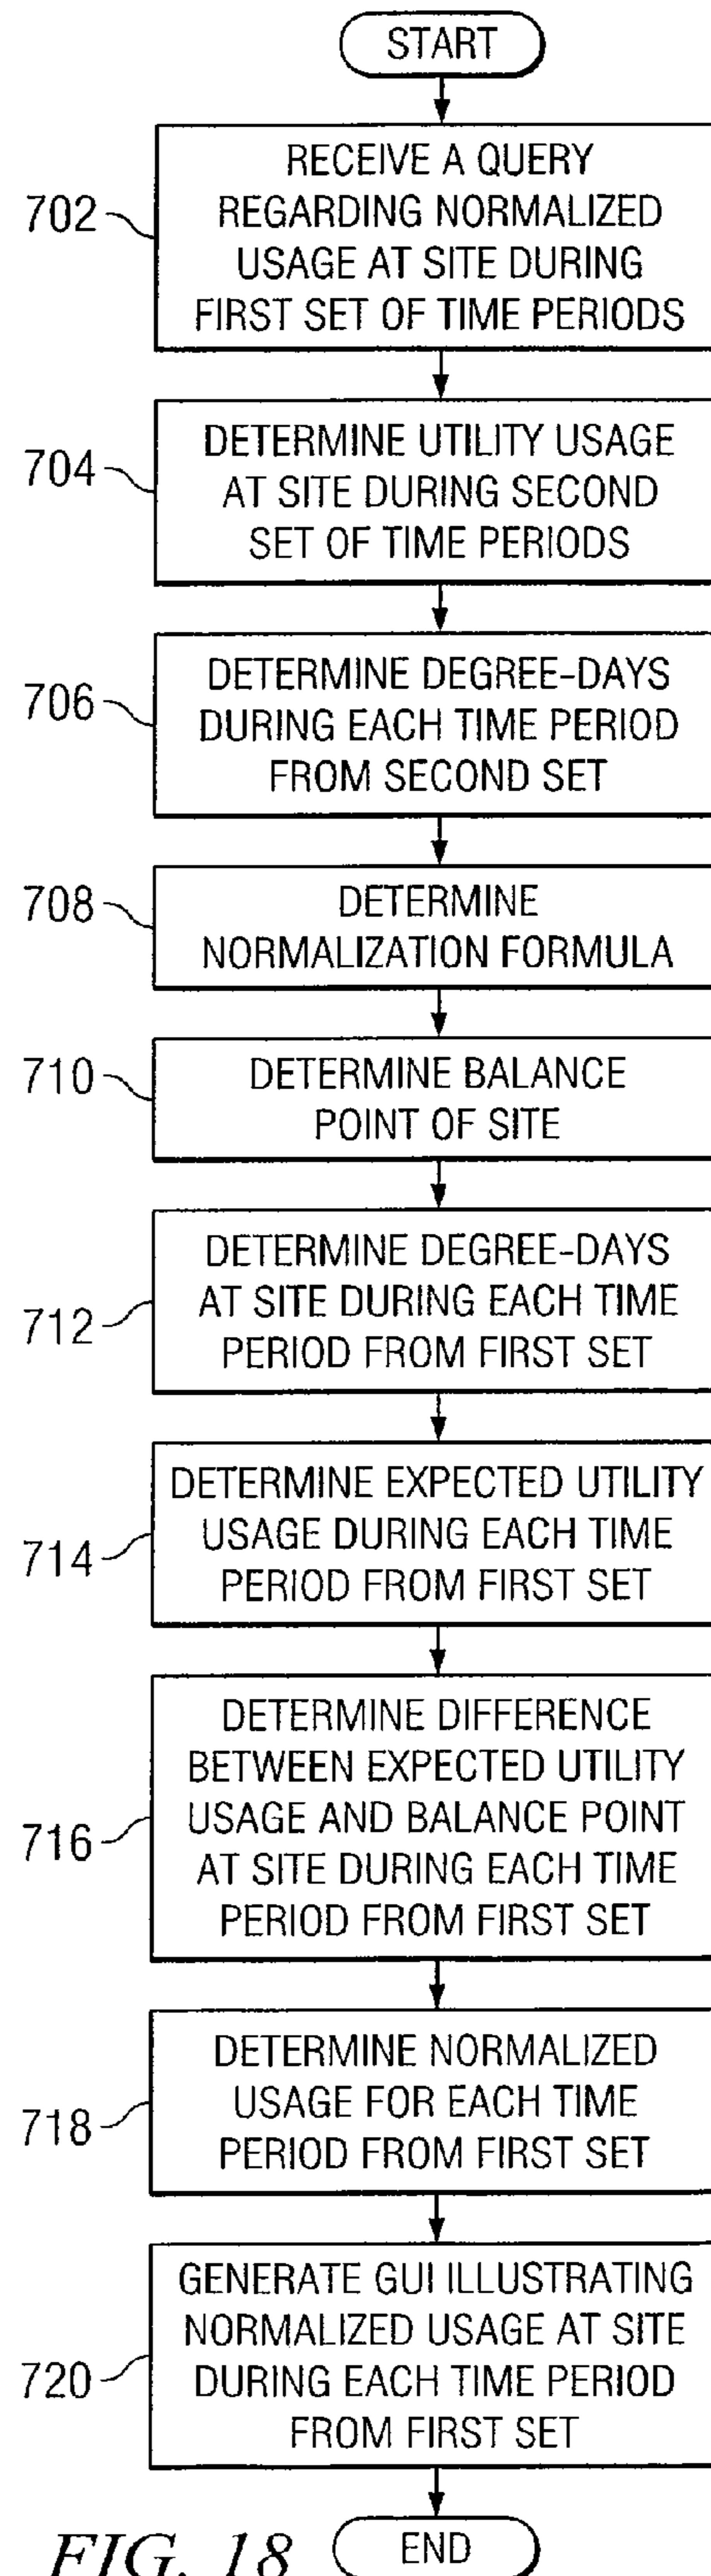 START
702
RECEIVE A QUERY
REGARDING NORMALIZED
USAGE AT SITE DURING
FIRST SET OF TIME PERIODS
704
DETERMINE UTILITY USAGE
AT SITE DURING SECOND
SET OF TIME PERIODS
706
DETERMINE DEGREE-DAYS
DURING EACH TIME PERIOD
FROM SECOND SET
708
DETERMINE
NORMALIZATION FORMULA
710
DETERMINE BALANCE
POINT OF SITE
712
DETERMINE DEGREE-DAYS
AT SITE DURING EACH TIME
PERIOD FROM FIRST SET
714
DETERMINE EXPECTED UTILITY
USAGE DURING EACH TIME
PERIOD FROM FIRST SET
716
DETERMINE DIFFERENCE
BETWEEN EXPECTED UTILITY
USAGE AND BALANCE POINT
AT SITE DURING EACH TIME
PERIOD FROM FIRST SET
718
DETERMINE NORMALIZED
USAGE FOR EACH TIME
PERIOD FROM FIRST SET
720
GENERATE GUI ILLUSTRATING
NORMALIZED USAGE AT SITE
DURING EACH TIME PERIOD
FROM FIRST SET
END
FIG. 18